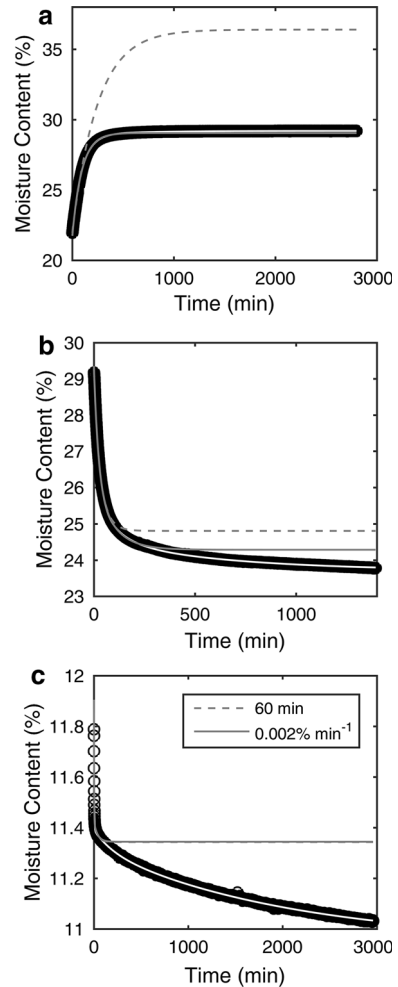 a
Moisture Content (%)
35
30
25
20
0
1000
2000
3000
Time (min)
b
Moisture Content (%)
30
29
28
27
26
25
24
23
0
500
1000
Time (min)
c
Moisture Content (%)
12
11.8
11.6
11.4
11.2
11
60 min
0.002% min⁻¹
0
1000
2000
3000
Time (min)